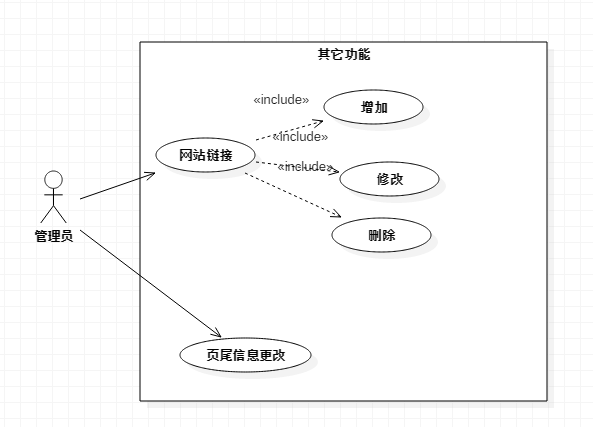 其它功能
«include»
增加
«include»
网站链接
«include»
修改
管理员
删除
页尾信息更改